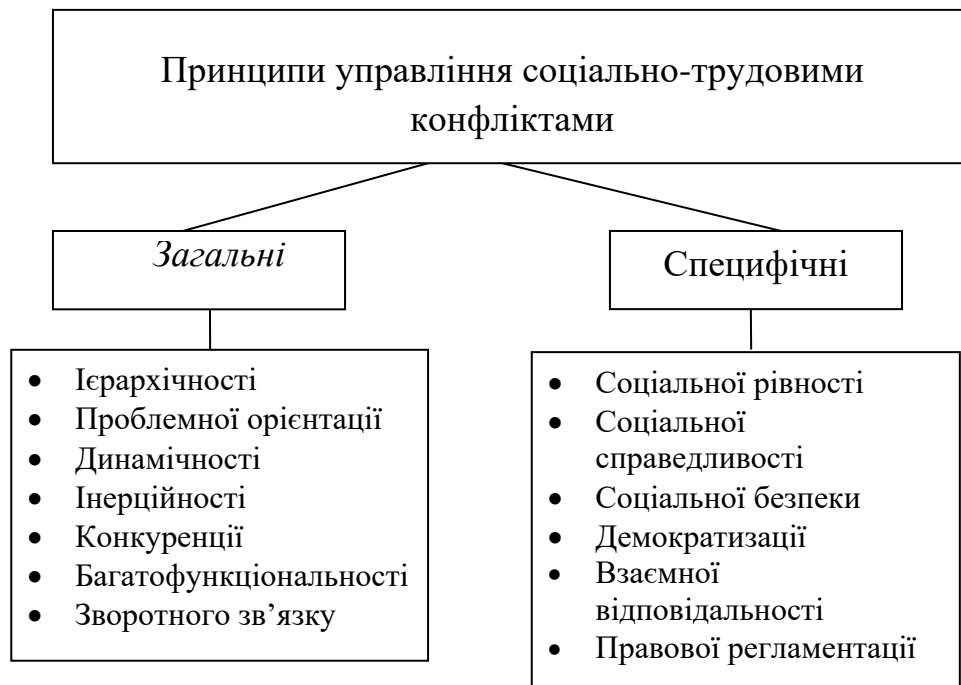 Принципи управління соціально-трудовими
конфліктами
Загальні
Специфічні
• Ієрархічності
• Проблемної орієнтації
• Динамічності
• Інерційності
• Конкуренції
• Багатофункціональності
• Зворотного зв’язку
• Соціальної рівності
• Соціальної
справедливості
• Соціальної безпеки
• Демократизації
• Взаємної
відповідальності
• Правової регламентації